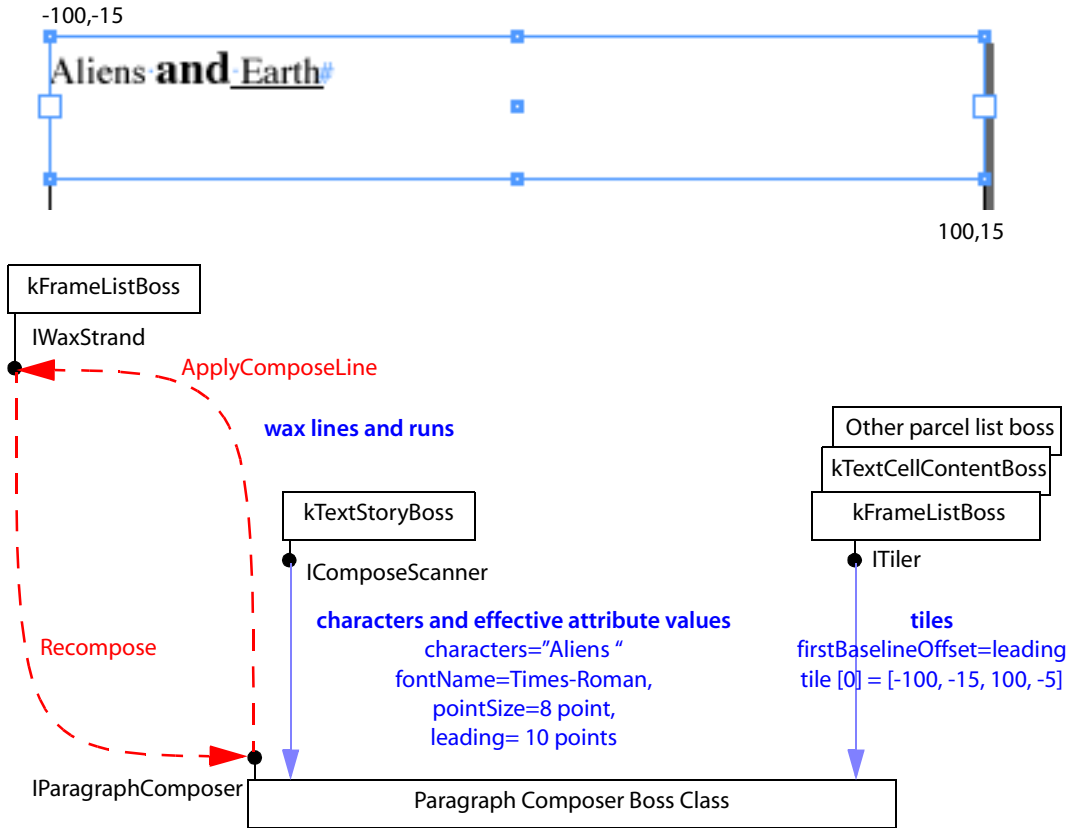 -100,-15
Aliens and Earth#
100,15
kFrameListBoss
IWaxStrand
ApplyComposeLine
wax lines and runs
Other parcel list boss
kTextCellContentBoss
kTextStoryBoss
kFrameListBoss
IComposeScanner
ITiler
characters and effective attribute values
characters=”Aliens “
fontName=Times-Roman,
pointSize=8 point,
leading= 10 points
tiles
firstBaselineOffset=leading
tile [0] = [-100, -15, 100, -5]
Recompose
IParagraphComposer
Paragraph Composer Boss Class